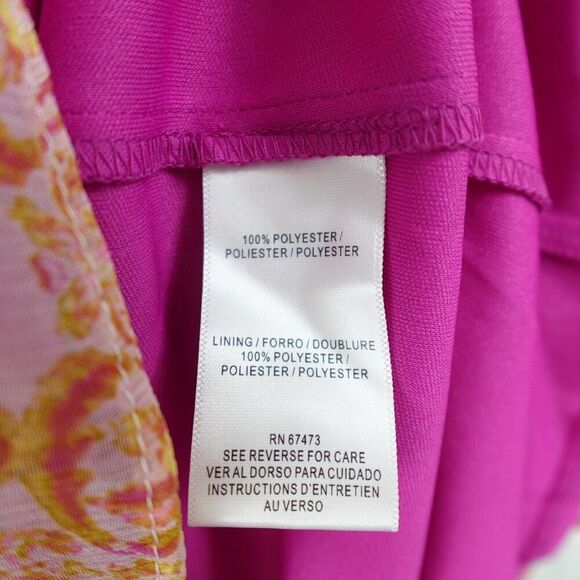 100% POLYESTER /
POLIESTER / POLYESTER
LINING / FORRO / DOUBLURE
100% POLYESTER /
POLIESTER / POLYESTER
RN 67473
SEE REVERSE FOR CARE
VER AL DORSO PARA CUIDADO
INSTRUCTIONS D'ENTRETIEN
AU VERSO